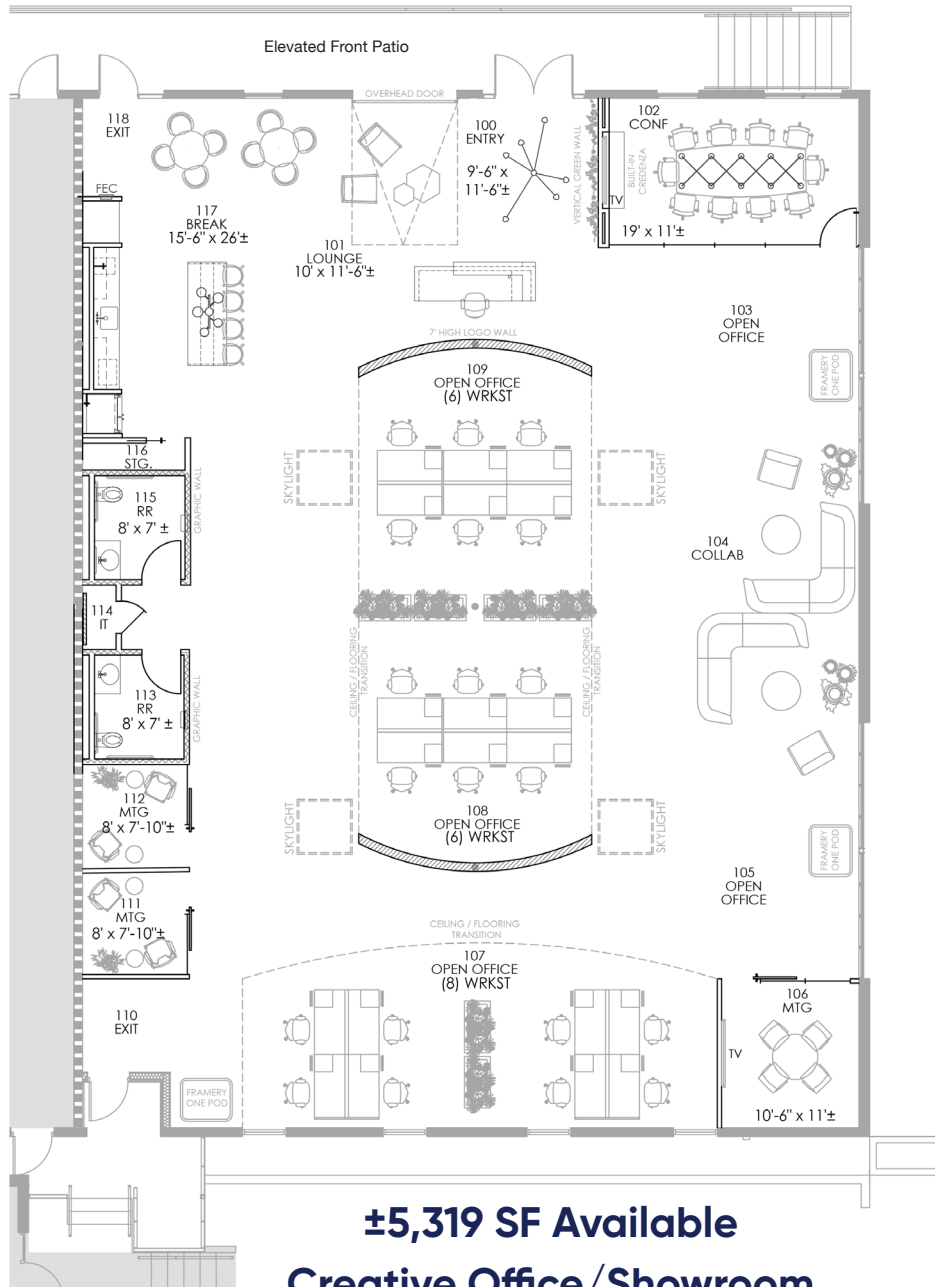 Elevated Front Patio
OVERHEAD DOOR
118
EXIT
100
ENTRY
9'-6" x
11'-6"±
VERTICAL GREEN WALL
102
CONF
BUILT-IN
CREDENZA
TV
19' x 11'±
FEC
117
BREAK
15'-6" x 26'±
101
LOUNGE
10' x 11'-6"±
7' HIGH LOGO WALL
103
OPEN
OFFICE
FRAMERY
ONE POD
109
OPEN OFFICE
(6) WRKST
116
STG.
GRAPHIC WALL
SKYLIGHT
SKYLIGHT
115
RR
8' x 7' ±
104
COLLAB
114
IT
CEILING / FLOORING
TRANSITION
CEILING / FLOORING
TRANSITION
113
RR
8' x 7' ±
GRAPHIC WALL
112
MTG
8' x 7'-10"±
SKYLIGHT
108
OPEN OFFICE
(6) WRKST
SKYLIGHT
FRAMERY
ONE POD
111
MTG
8' x 7'-10"±
105
OPEN
OFFICE
CEILING / FLOORING
TRANSITION
107
OPEN OFFICE
(8) WRKST
110
EXIT
106
MTG
TV
FRAMERY
ONE POD
10'-6" x 11'±
±5,319 SF Available
Creative Office/Showroom